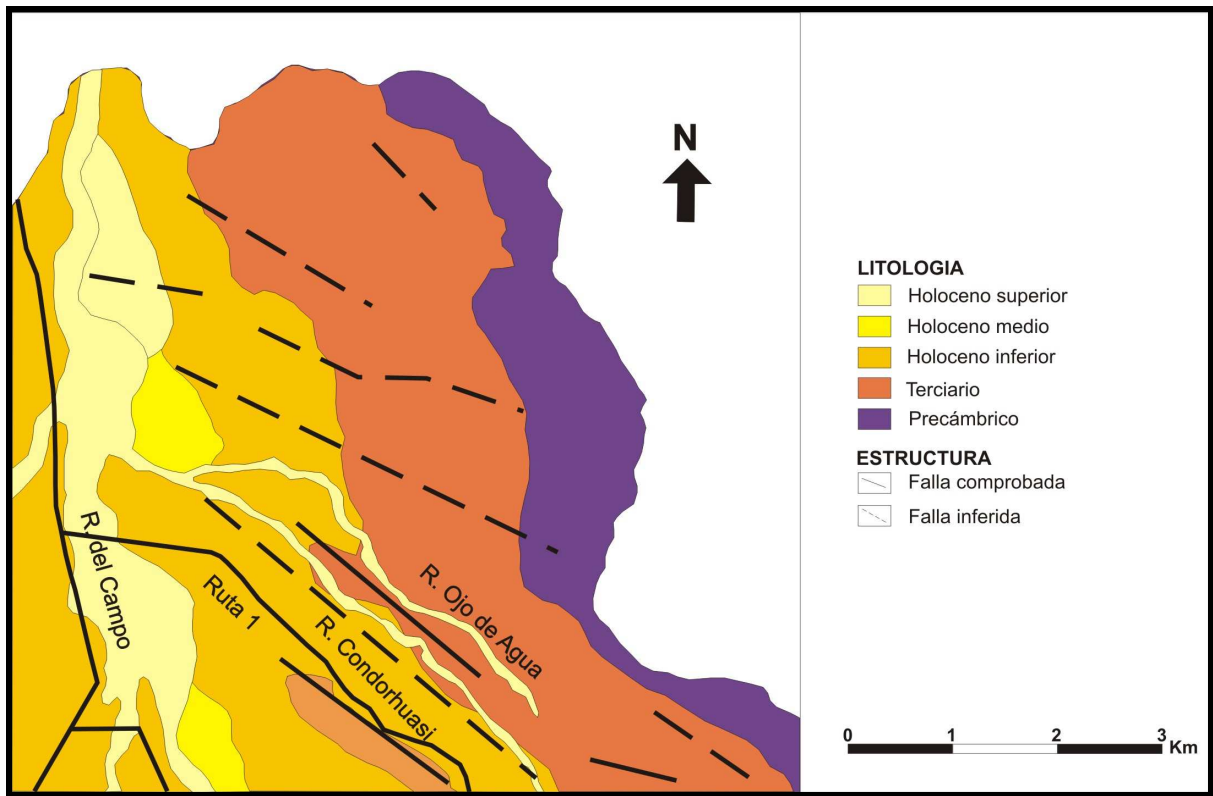 N
R. del Campo
Ruta 1
R. Condorhuasi
R. Ojo de Agua
LITOLOGIA
Holoceno superior
Holoceno medio
Holoceno inferior
Terciario
Precámbrico
ESTRUCTURA
Falla comprobada
Falla inferida
0 1 2 3
Km